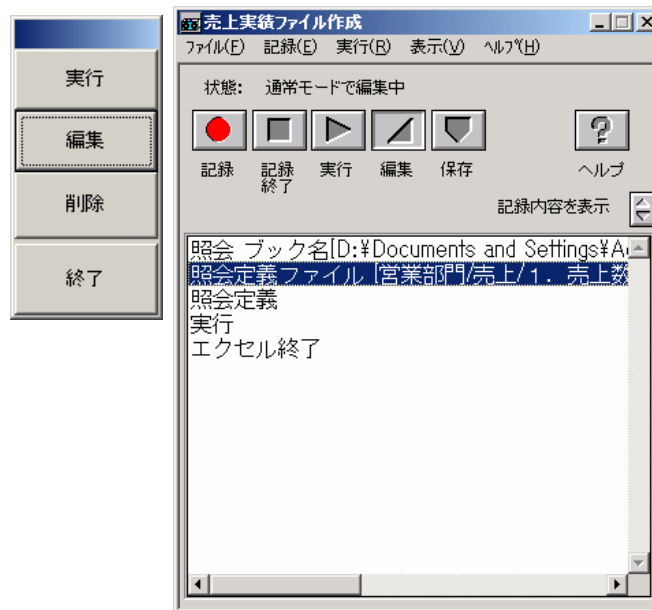 実行
編集
削除
終了
売上実績ファイル作成
ファイル(F) 記録(E) 実行(R) 表示(V) ヘルプ(H)
状態: 通常モードで編集中
記録 記録終了 実行 編集 保存 ヘルプ
記録内容を表示
照会 ブック名[D:¥Documents and Settings¥A
照会定義ファイル [営業部門/売上/1. 売上数
照会定義
実行
エクセル終了